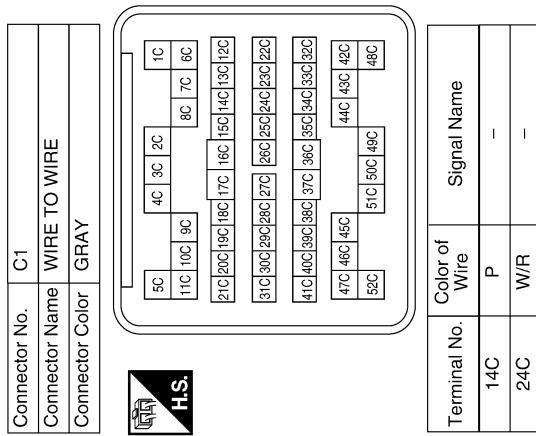 Connector No. C1
Connector Name WIRE TO WIRE
Connector Color GRAY
H.S.
5C 4C 3C 2C 1C
11C 10C 9C 8C 7C 6C
21C 20C 19C 18C 17C 16C 15C 14C 13C 12C
31C 30C 29C 28C 27C 26C 25C 24C 23C 22C
41C 40C 39C 38C 37C 36C 35C 34C 33C 32C
47C 46C 45C 44C 43C 42C
52C 51C 50C 49C 48C
Terminal No. Color of Wire Signal Name
14C P –
24C W/R –